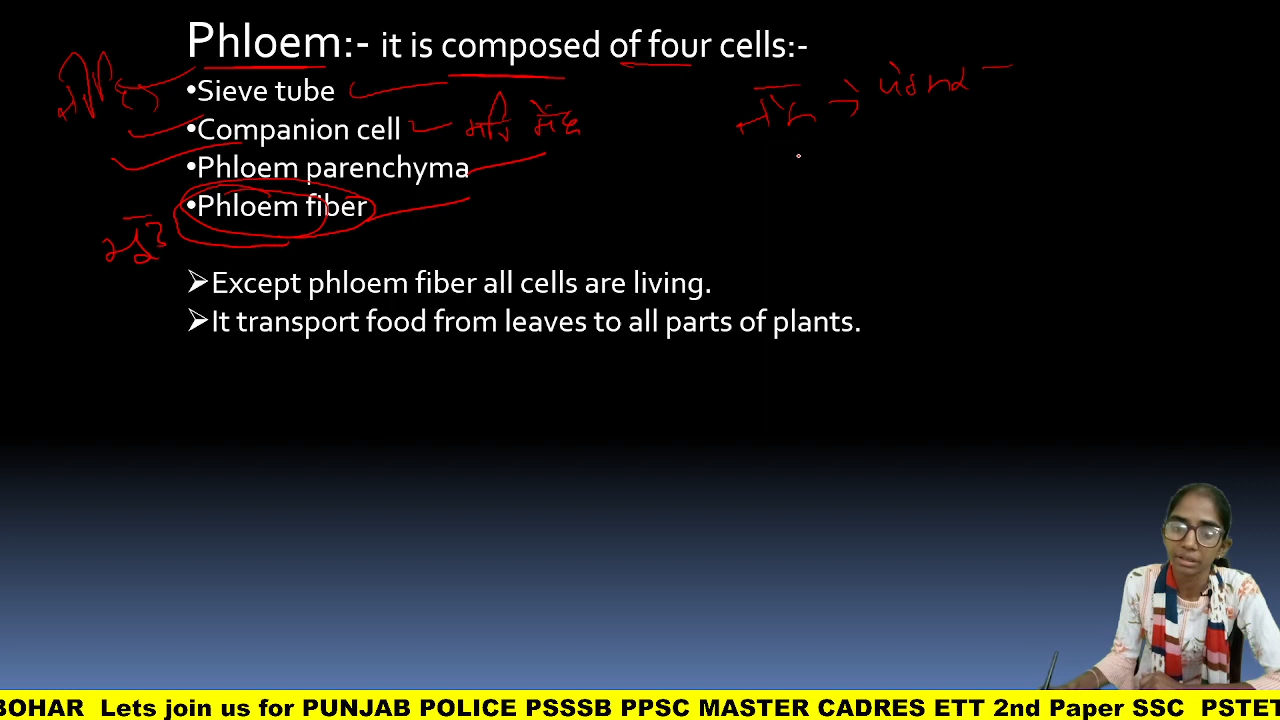 Phloem:- it is composed of four cells:-
•Sieve tube
•Companion cell
•Phloem parenchyma
•Phloem fiber
➢Except phloem fiber all cells are living.
➢It transport food from leaves to all parts of plants.
BOHAR Lets join us for PUNJAB POLICE PSSSB PPSC MASTER CADRES ETT 2nd Paper SSC PSTET